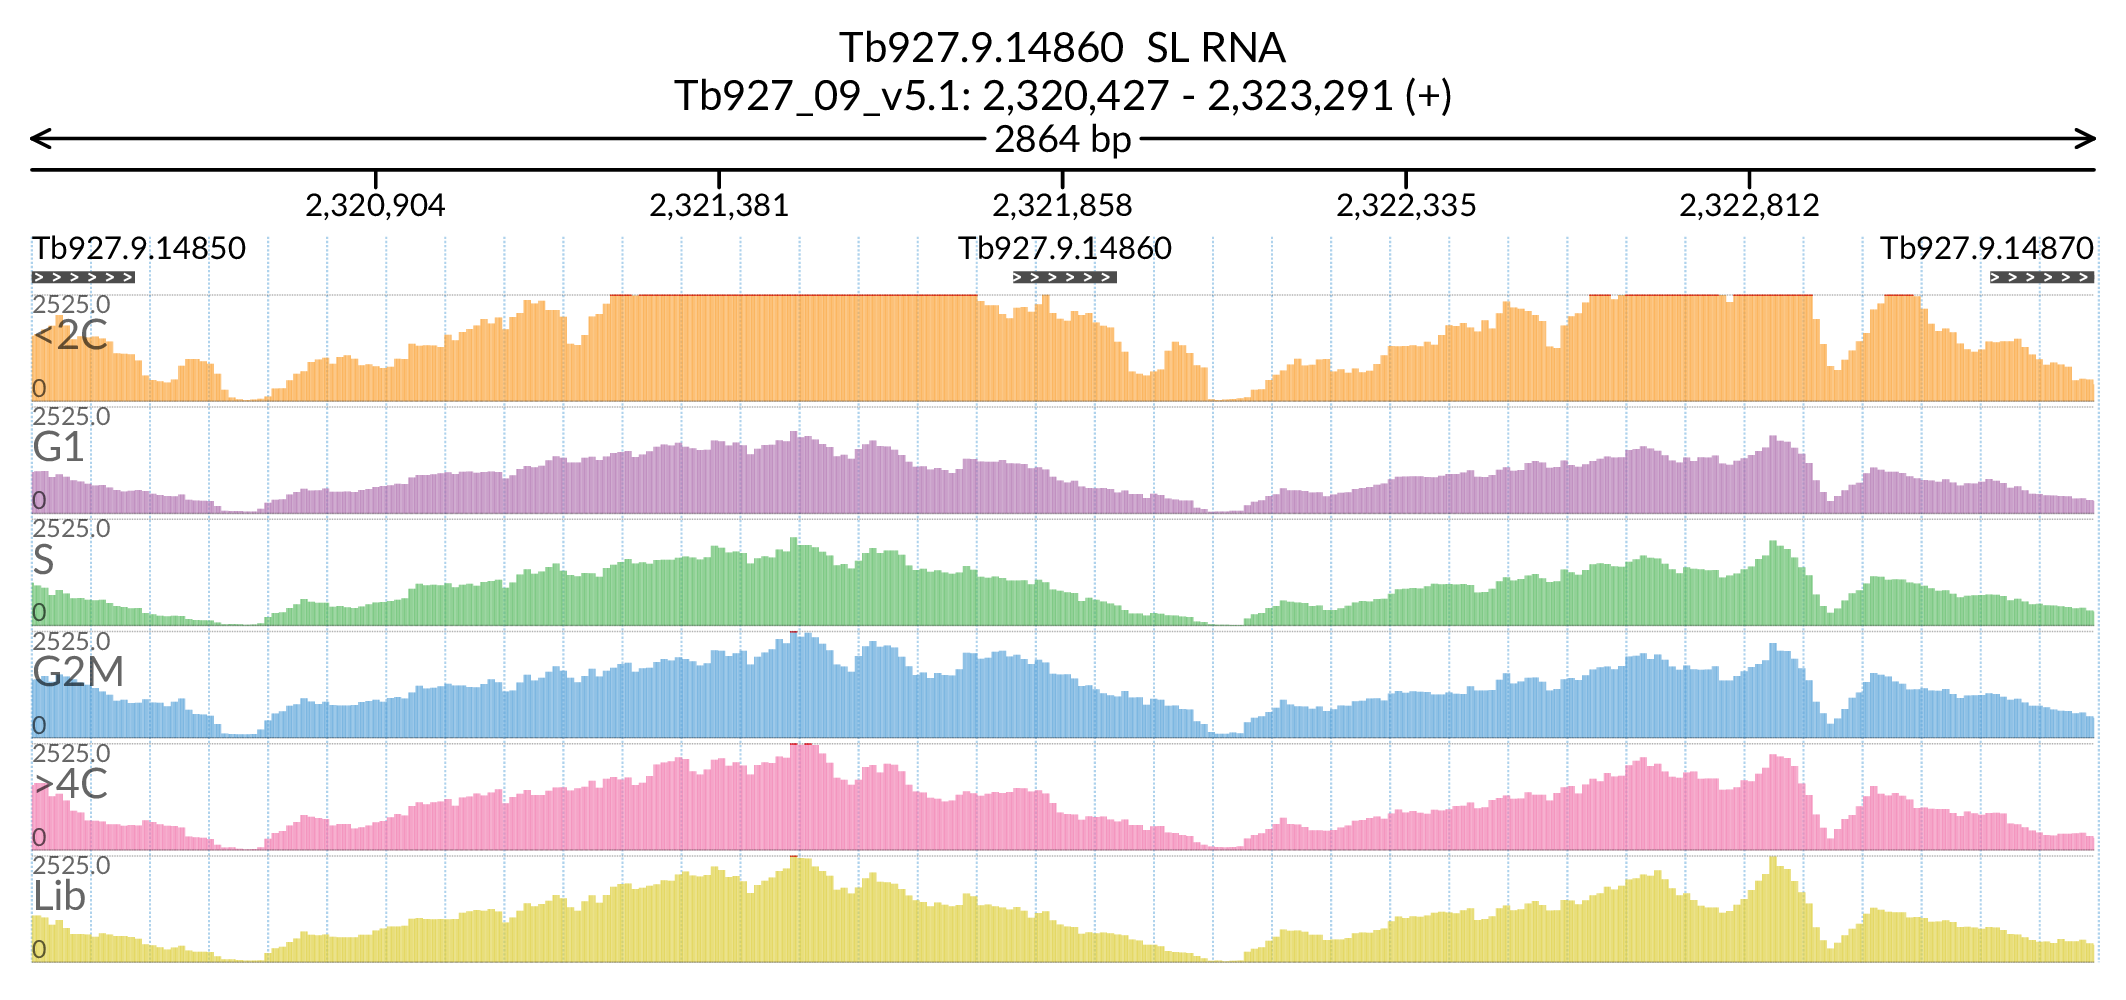 Tb927.9.14860  SL RNA
Tb927_09_v5.1: 2,320,427 - 2,323,291 (+)
2864 bp
2,320,904 2,321,381 2,321,858 2,322,335 2,322,812
Tb927.9.14850 Tb927.9.14860 Tb927.9.14870
2525.0
<2C
0
2525.0
G1
0
2525.0
S
0
2525.0
G2M
0
2525.0
>4C
0
2525.0
Lib
0